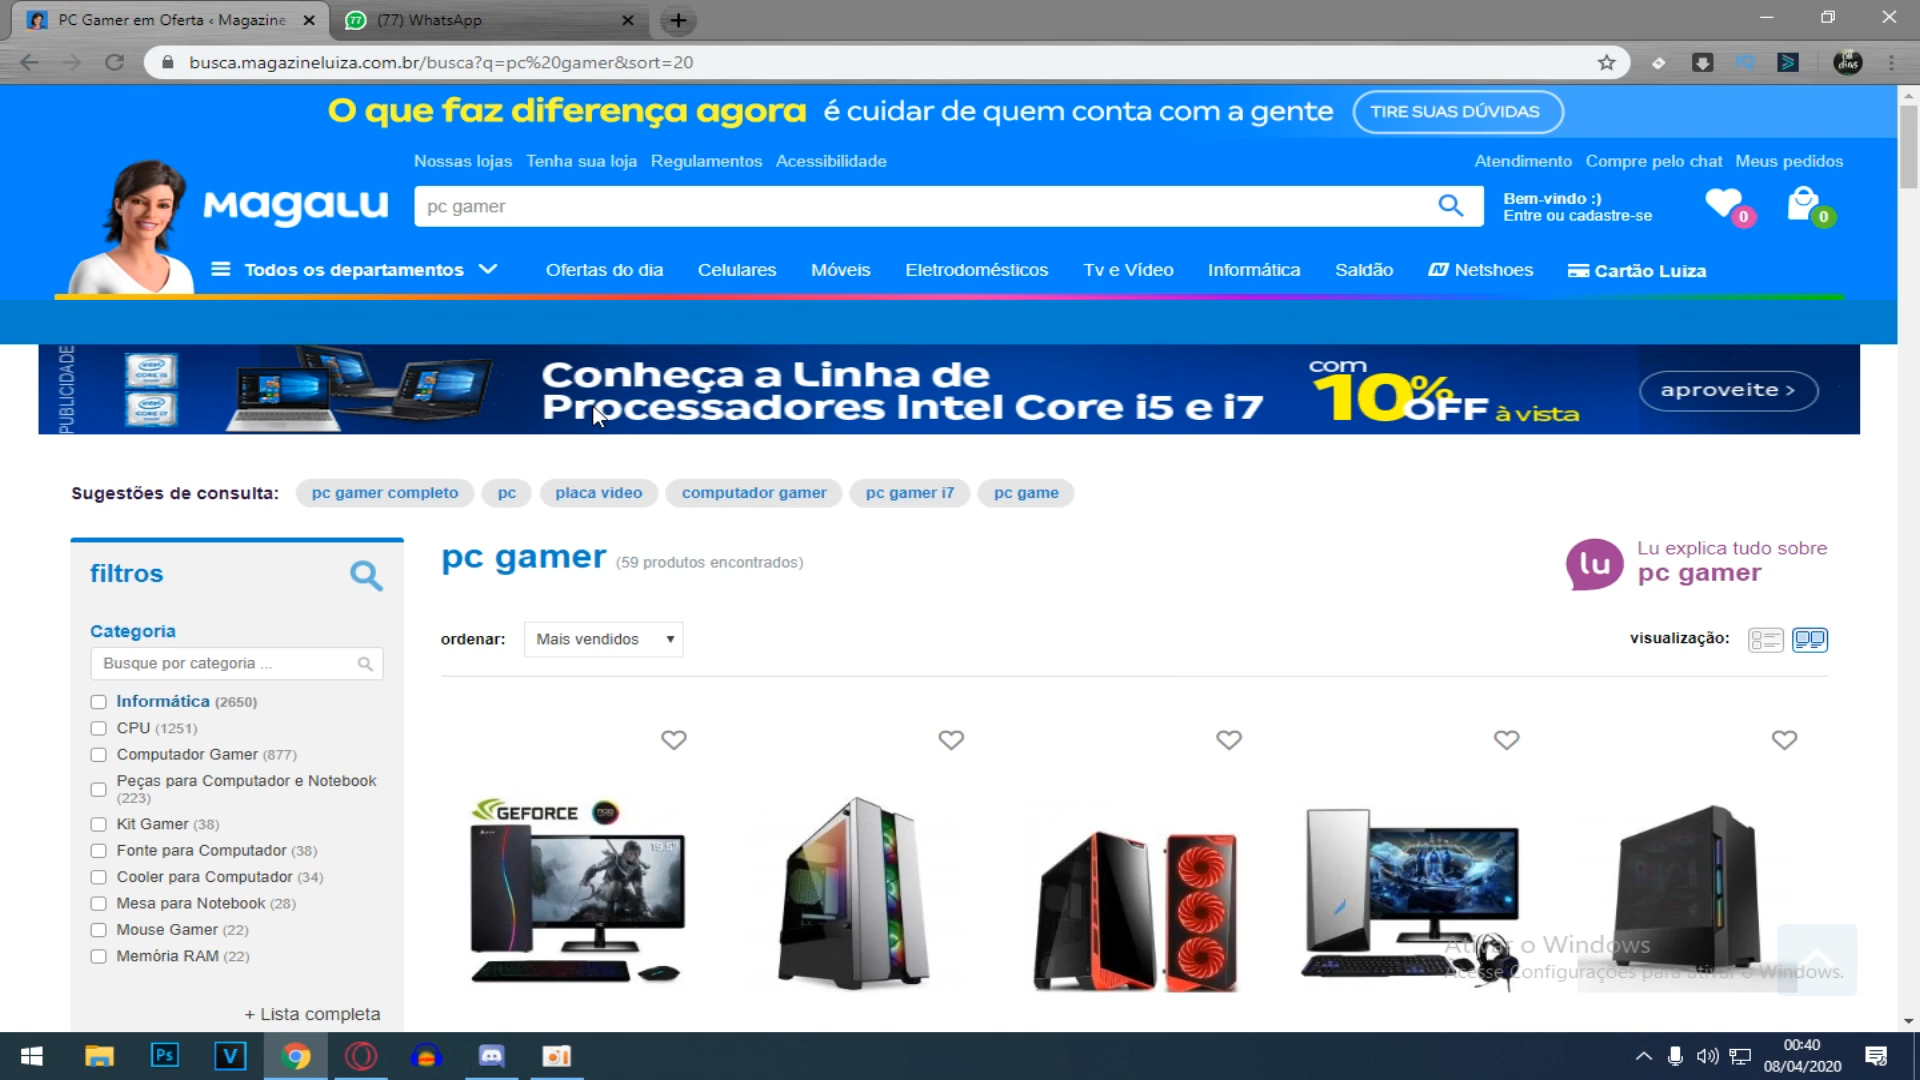 PC Gamer em Oferta ‹ Magazine
(77) WhatsApp
busca.magazineluiza.com.br/busca?q=pc%20gamer&sort=20
O que faz diferença agora é cuidar de quem conta com a gente TIRE SUAS DÚVIDAS
Nossas lojas Tenha sua loja Regulamentos Acessibilidade
Atendimento Compre pelo chat Meus pedidos
MAGALU
pc gamer
Bem-vindo :)
Entre ou cadastre-se
0
0
Todos os departamentos
Ofertas do dia Celulares Móveis Eletrodomésticos Tv e Vídeo Informática Saldão Netshoes Cartão Luiza
PUBLICIDADE
Conheça a Linha de
Processadores Intel Core i5 e i7
com
10% OFF à vista
aproveite >
Sugestões de consulta: pc gamer completo pc placa video computador gamer pc gamer i7 pc game
filtros
pc gamer (59 produtos encontrados)
lu
Lu explica tudo sobre
pc gamer
Categoria
ordenar: Mais vendidos
visualização:
Busque por categoria ...
Informática (2650)
CPU (1251)
Computador Gamer (877)
Peças para Computador e Notebook
(223)
Kit Gamer (38)
Fonte para Computador (38)
Cooler para Computador (34)
Mesa para Notebook (28)
Mouse Gamer (22)
Memória RAM (22)
+ Lista completa
GEFORCE
19.5"
Ativar o Windows
Acesse Configurações para ativar o Windows.
Ps
V
00:40
08/04/2020